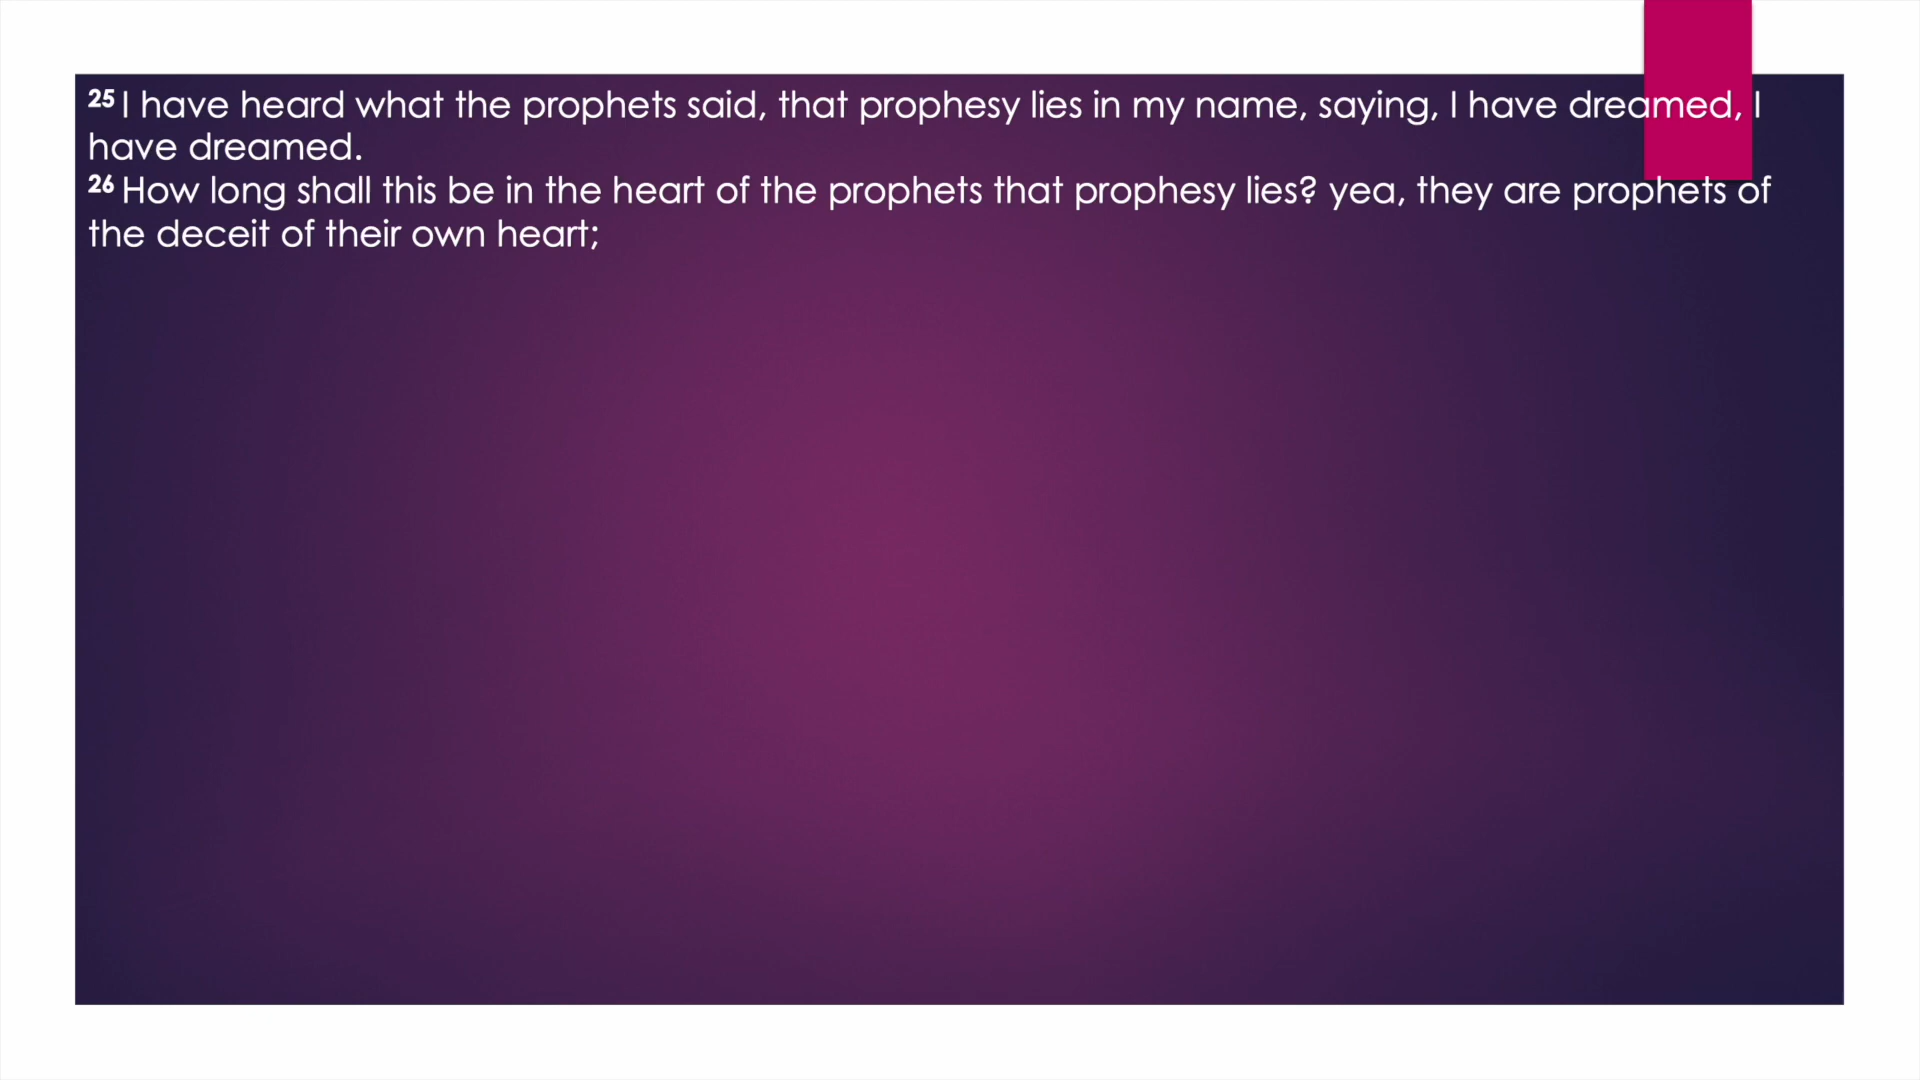 25 I have heard what the prophets said, that prophesy lies in my name, saying, I have dreamed, I
have dreamed.
26 How long shall this be in the heart of the prophets that prophesy lies? yea, they are prophets of
the deceit of their own heart;